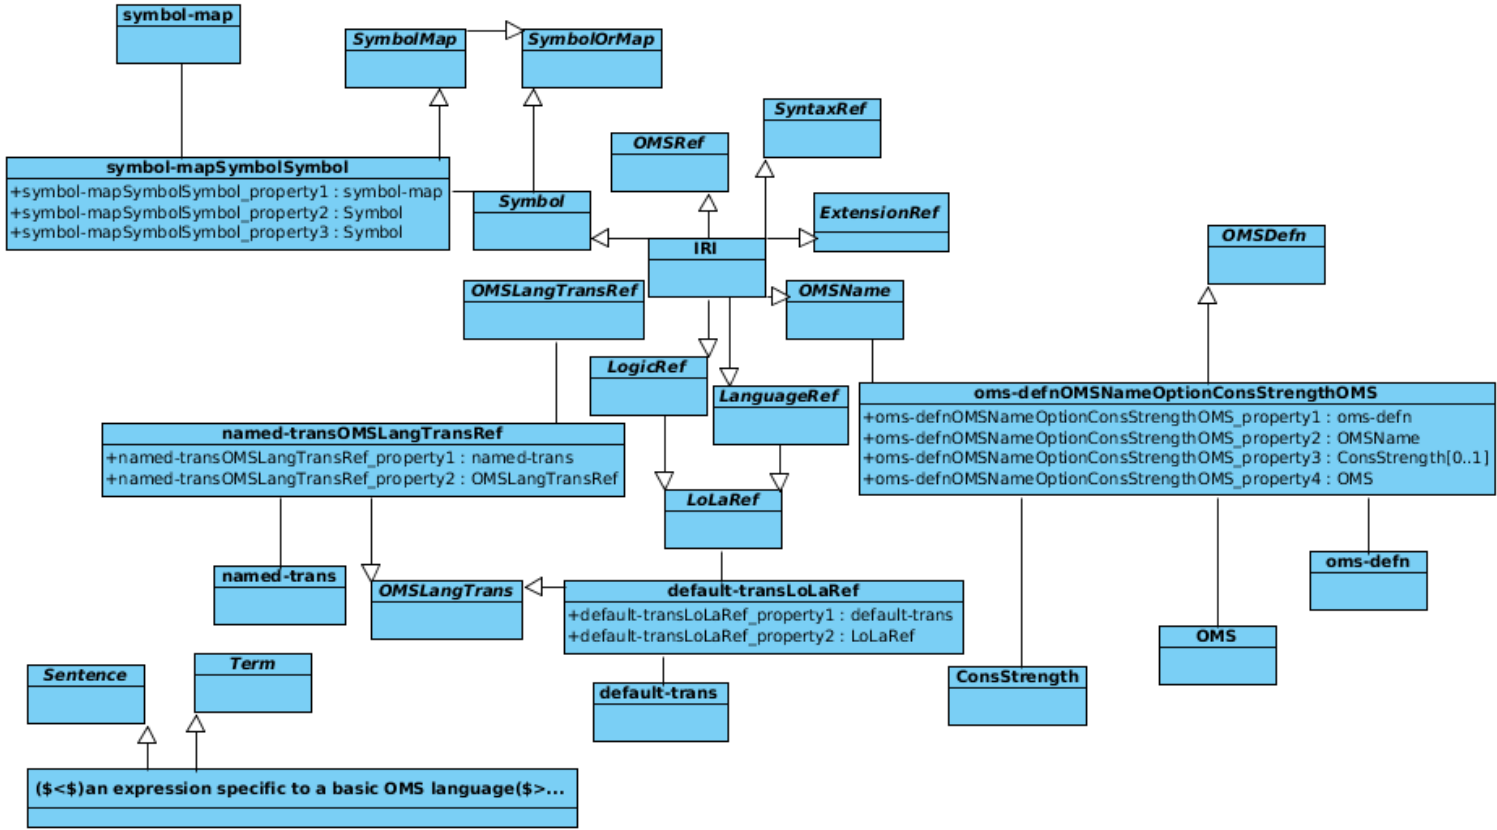 symbol-map
SymbolMap
SymbolOrMap
SyntaxRef
OMSRef
symbol-mapSymbolSymbol
+symbol-mapSymbolSymbol_property1 : symbol-map
+symbol-mapSymbolSymbol_property2 : Symbol
+symbol-mapSymbolSymbol_property3 : Symbol
Symbol
ExtensionRef
IRI
OMSDefn
OMSLangTransRef
OMSName
LogicRef
LanguageRef
oms-defnOMSNameOptionConsStrengthOMS
+oms-defnOMSNameOptionConsStrengthOMS_property1 : oms-defn
+oms-defnOMSNameOptionConsStrengthOMS_property2 : OMSName
+oms-defnOMSNameOptionConsStrengthOMS_property3 : ConsStrength[0..1]
+oms-defnOMSNameOptionConsStrengthOMS_property4 : OMS
named-transOMSLangTransRef
+named-transOMSLangTransRef_property1 : named-trans
+named-transOMSLangTransRef_property2 : OMSLangTransRef
LoLaRef
named-trans
OMSLangTrans
default-transLoLaRef
+default-transLoLaRef_property1 : default-trans
+default-transLoLaRef_property2 : LoLaRef
oms-defn
OMS
Sentence
Term
default-trans
ConsStrength
($<$)an expression specific to a basic OMS language($>...